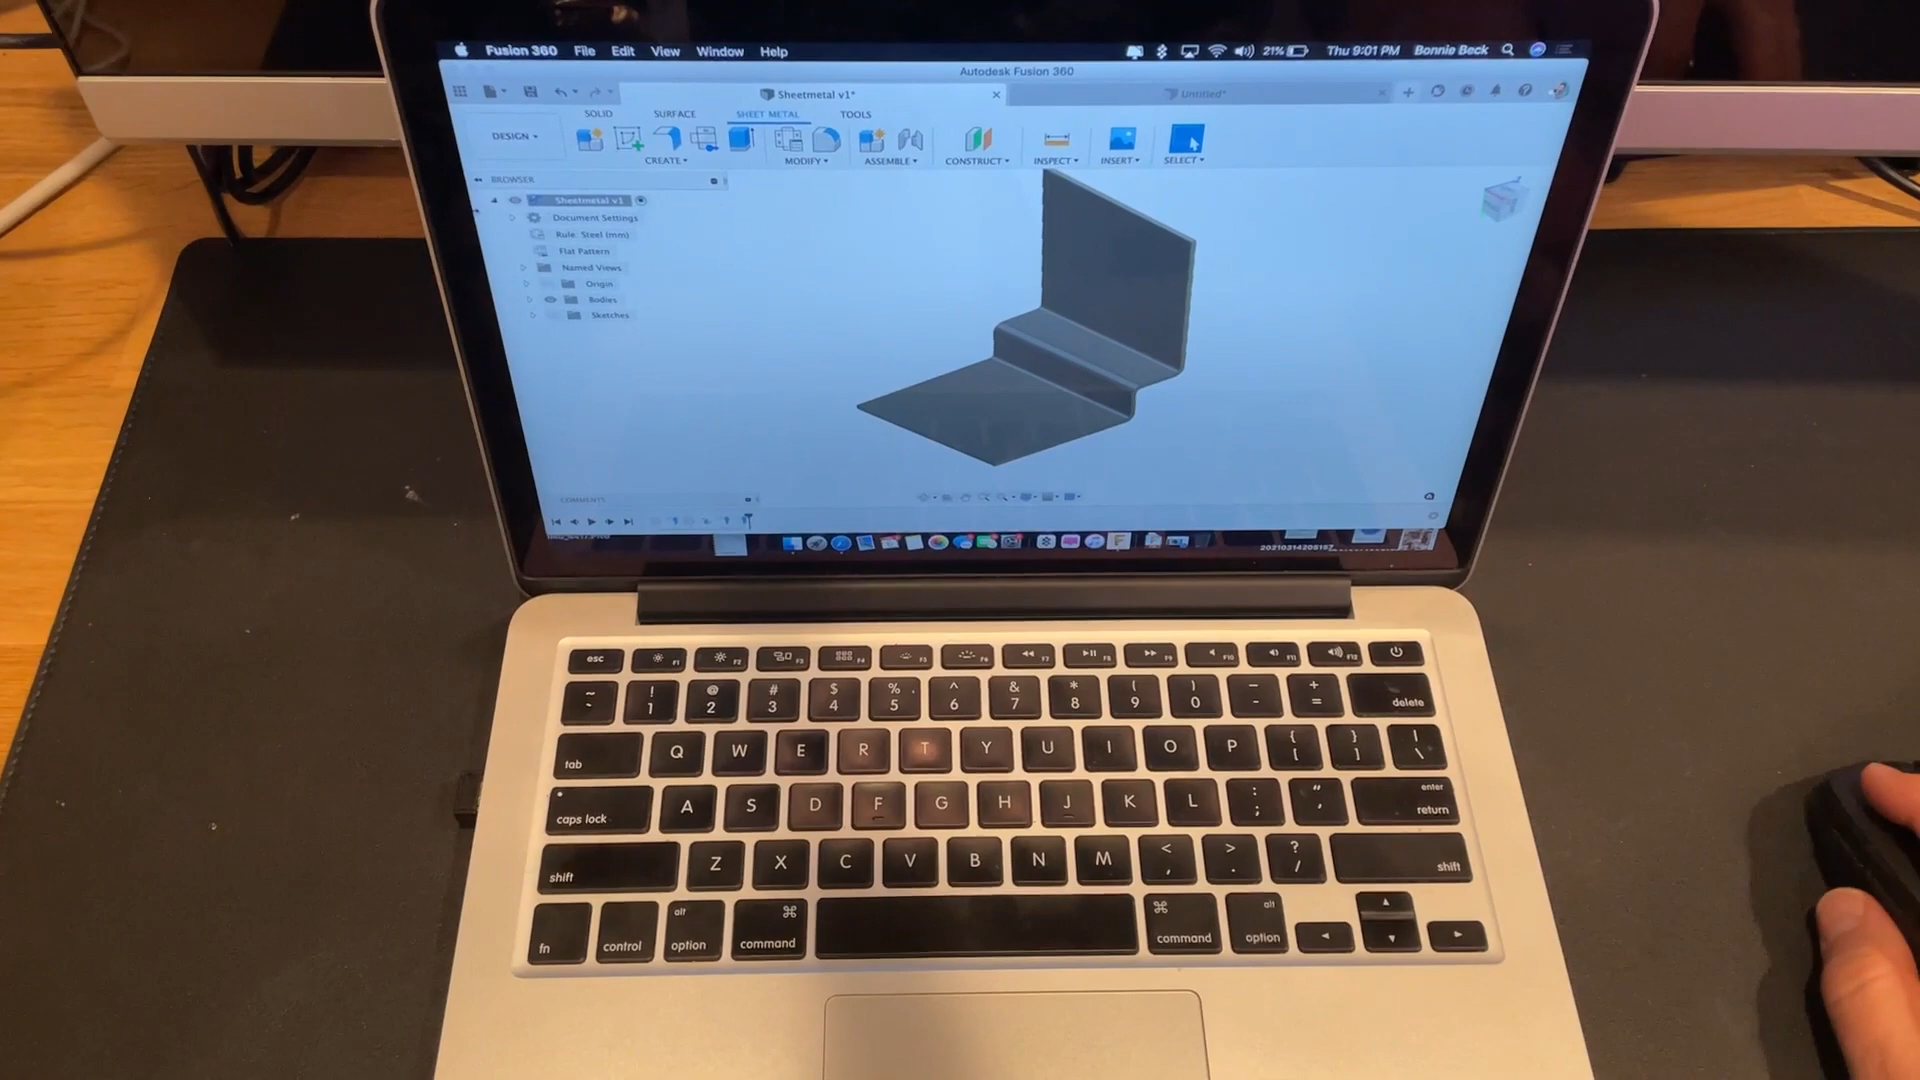 Fusion 360 File Edit View Window Help 21% Thu 9:01 PM Bonnie Beck
Autodesk Fusion 360
Sheetmetal v1* Untitled*
SOLID SURFACE SHEET METAL TOOLS
DESIGN
CREATE MODIFY ASSEMBLE CONSTRUCT INSPECT INSERT SELECT
BROWSER
Sheetmetal v1
Document Settings
Rule: Steel (mm)
Flat Pattern
Named Views
Origin
Bodies
Sketches
COMMENTS
esc F1 F2 F3 F4 F5 F6 F7 F8 F9 F10 F11 F12
~ ! @ # $ % ^ & * ( ) _ +
` 1 2 3 4 5 6 7 8 9 0 - = delete
tab Q W E R T Y U I O P { [ } ] | \
caps lock A S D F G H J K L : ; " ' enter return
shift Z X C V B N M < , > . ? / shift
fn control alt option ⌘ command ⌘ command alt option